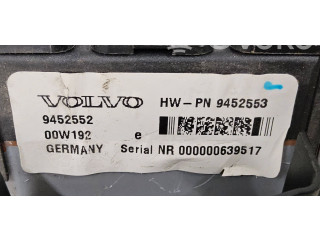 VOLVO HW-PN 9452553
9452552
00W192 e
GERMANY Serial NR 000000639517